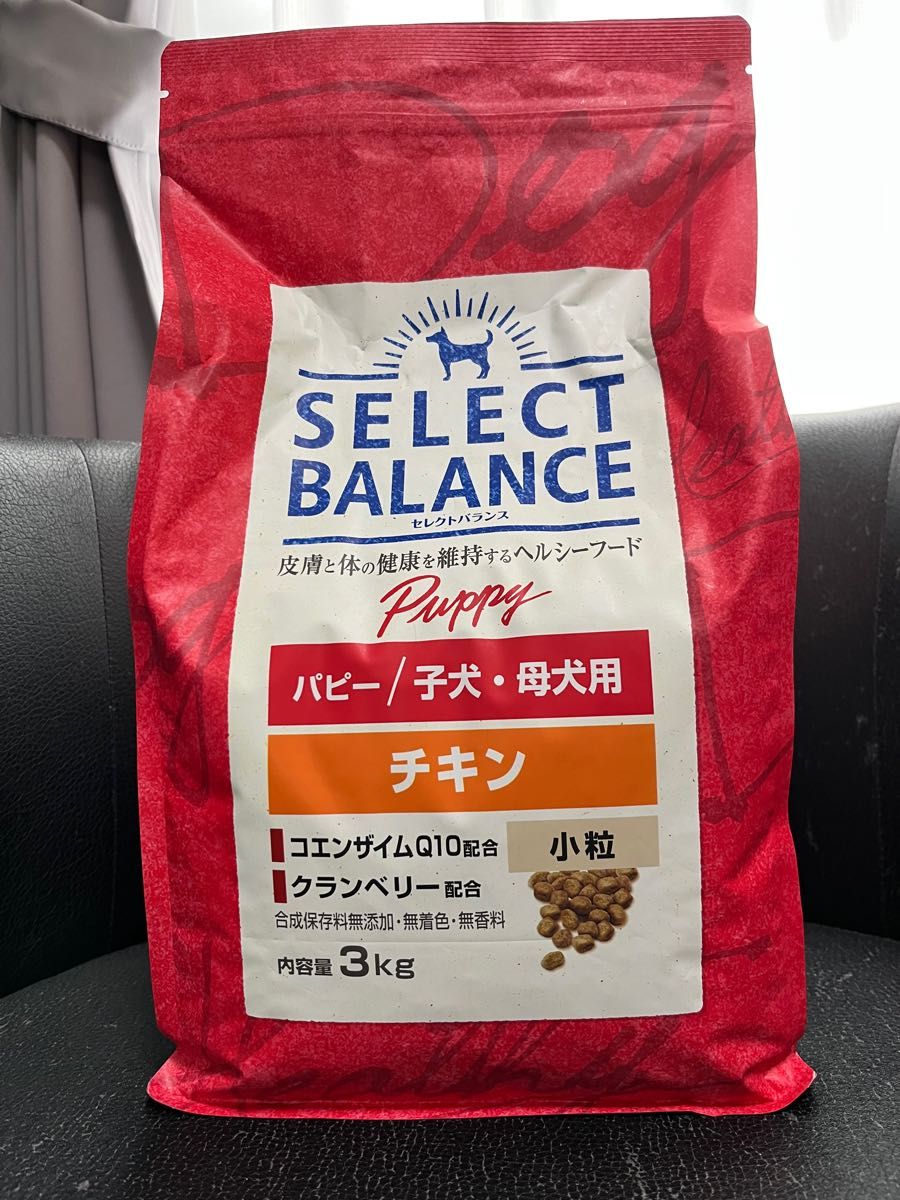 Dog
SELECT
BALANCE
セレクトバランス
皮膚と体の健康を維持するヘルシーフード
Puppy
パピー/子犬・母犬用
チキン
コエンザイムQ10配合
小粒
クランベリー配合
合成保存料無添加・無着色・無香料
内容量 3kg